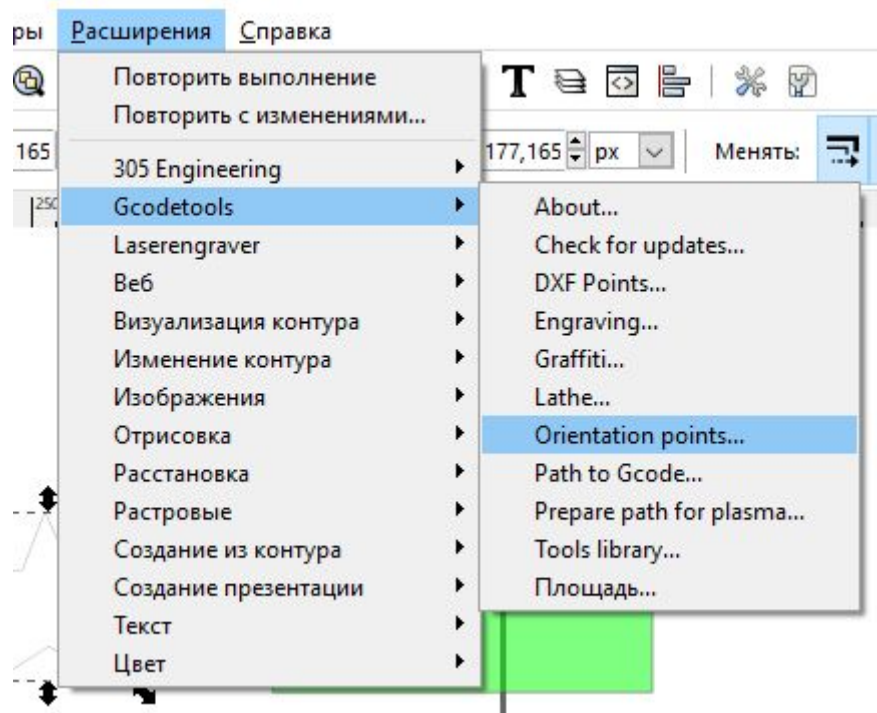 ры Расширения Справка
Повторить выполнение
Повторить с изменениями...
165
177,165 px Менять:
250
305 Engineering
Gcodetools
Laserengraver
Веб
Визуализация контура
Изменение контура
Изображения
Отрисовка
Расстановка
Растровые
Создание из контура
Создание презентации
Текст
Цвет
About...
Check for updates...
DXF Points...
Engraving...
Graffiti...
Lathe...
Orientation points...
Path to Gcode...
Prepare path for plasma...
Tools library...
Площадь...